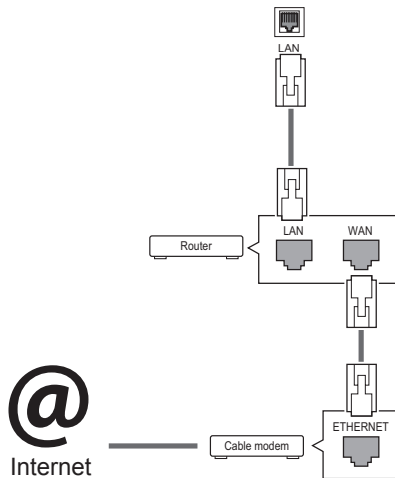 LAN
LAN WAN
Router
ETHERNET
@
Cable modem
Internet